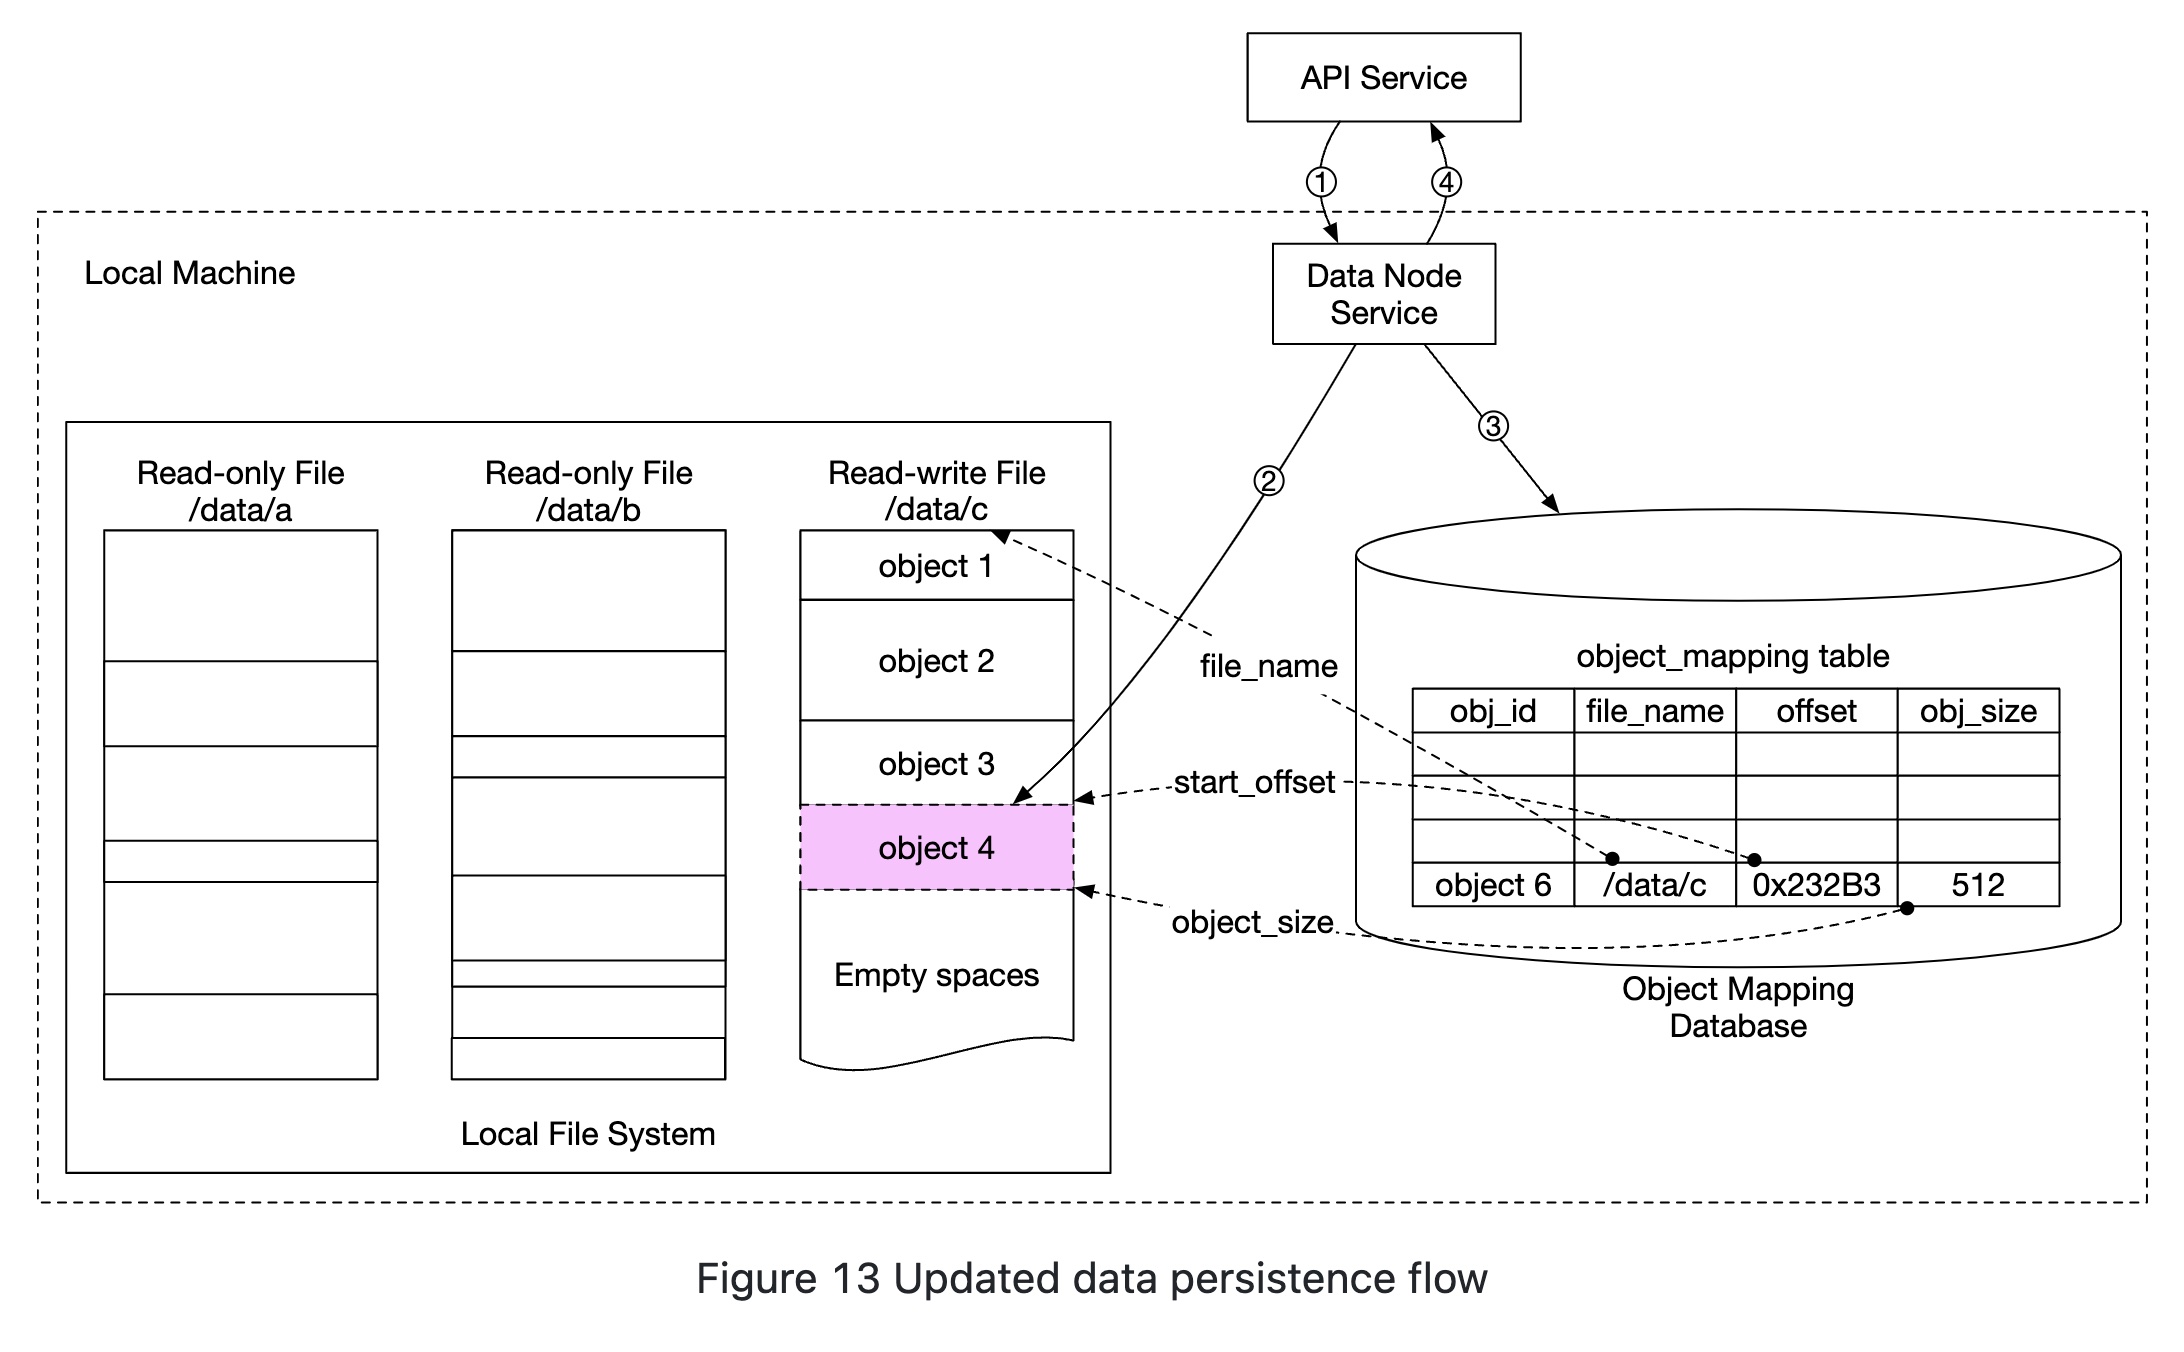 API Service
①
④
Local Machine
Data Node
Service
②
③
Read-only File
/data/a
Read-only File
/data/b
Read-write File
/data/c
object 1
object 2
object 3
object 4
Empty spaces
Local File System
file_name
start_offset
object_size
object_mapping table
obj_id file_name offset obj_size
object 6 /data/c 0x232B3 512
Object Mapping
Database
Figure 13 Updated data persistence flow